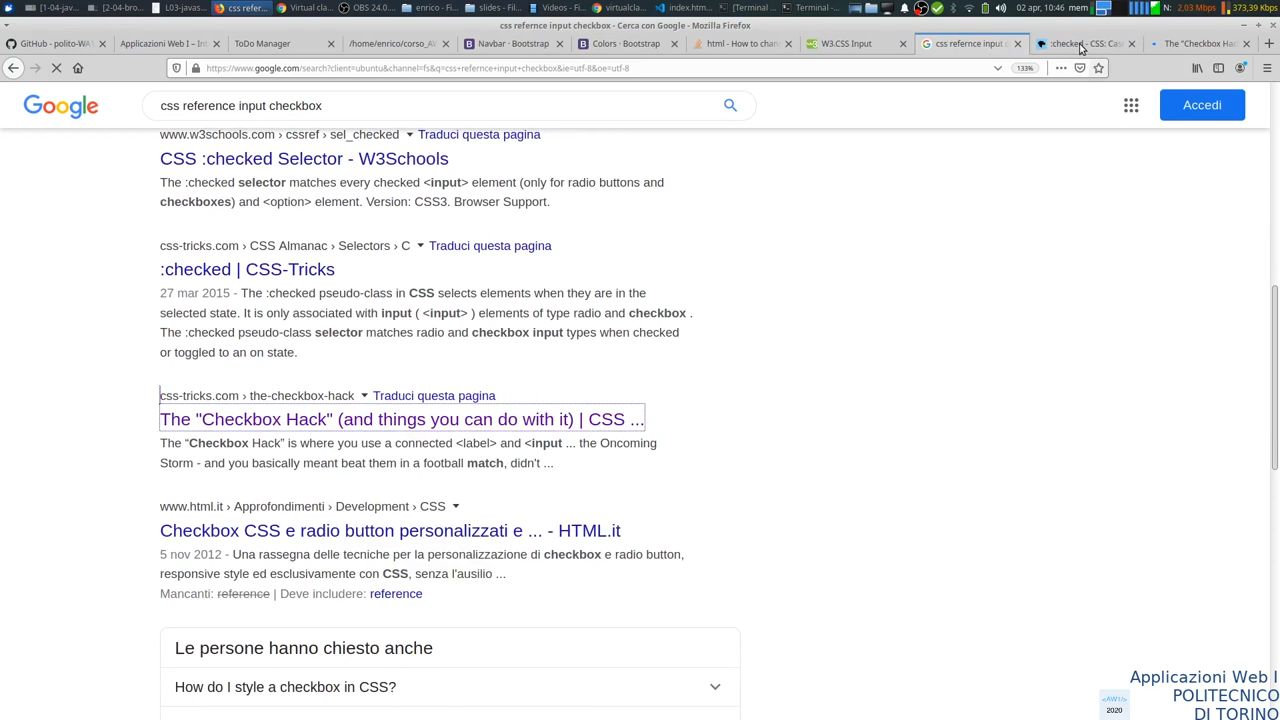 [1-04-jav...
[2-04-bro...
L03-javas...
css refer...
Virtual cla...
OBS 24.0...
enrico - F...
slides - Fil...
Videos - F...
virtualcla...
index.htm...
[Terminal ...
Terminal -...
02 apr, 10:46
mem
N:
2,03 Mbps
373,39 Kbps
css refernce input checkbox - Cerca con Google - Mozilla Firefox
GitHub - polito-WA1
Applicazioni Web I – Int
ToDo Manager
/home/enrico/corso_AV
Navbar · Bootstrap
Colors · Bootstrap
html - How to chan
W3.CSS Input
css refernce input c
:checked - CSS: Cas
The "Checkbox Hac
https://www.google.com/search?client=ubuntu&channel=fs&q=css+refernce+input+checkbox&ie=utf-8&oe=utf-8
133%
Google
css reference input checkbox
Accedi
www.w3schools.com › cssref › sel_checked
Traduci questa pagina
CSS :checked Selector - W3Schools
The :checked selector matches every checked <input> element (only for radio buttons and
checkboxes) and <option> element. Version: CSS3. Browser Support.
css-tricks.com › CSS Almanac › Selectors › C
Traduci questa pagina
:checked | CSS-Tricks
27 mar 2015 - The :checked pseudo-class in CSS selects elements when they are in the
selected state. It is only associated with input ( <input> ) elements of type radio and checkbox .
The :checked pseudo-class selector matches radio and checkbox input types when checked
or toggled to an on state.
css-tricks.com › the-checkbox-hack
Traduci questa pagina
The "Checkbox Hack" (and things you can do with it) | CSS ...
The “Checkbox Hack” is where you use a connected <label> and <input ... the Oncoming
Storm - and you basically meant beat them in a football match, didn't ...
www.html.it › Approfondimenti › Development › CSS
Checkbox CSS e radio button personalizzati e ... - HTML.it
5 nov 2012 - Una rassegna delle tecniche per la personalizzazione di checkbox e radio button,
responsive style ed esclusivamente con CSS, senza l'ausilio ...
Mancanti: reference | Deve includere: reference
Le persone hanno chiesto anche
How do I style a checkbox in CSS?
Applicazioni Web I
POLITECNICO
DI TORINO
<AW1/>
2020